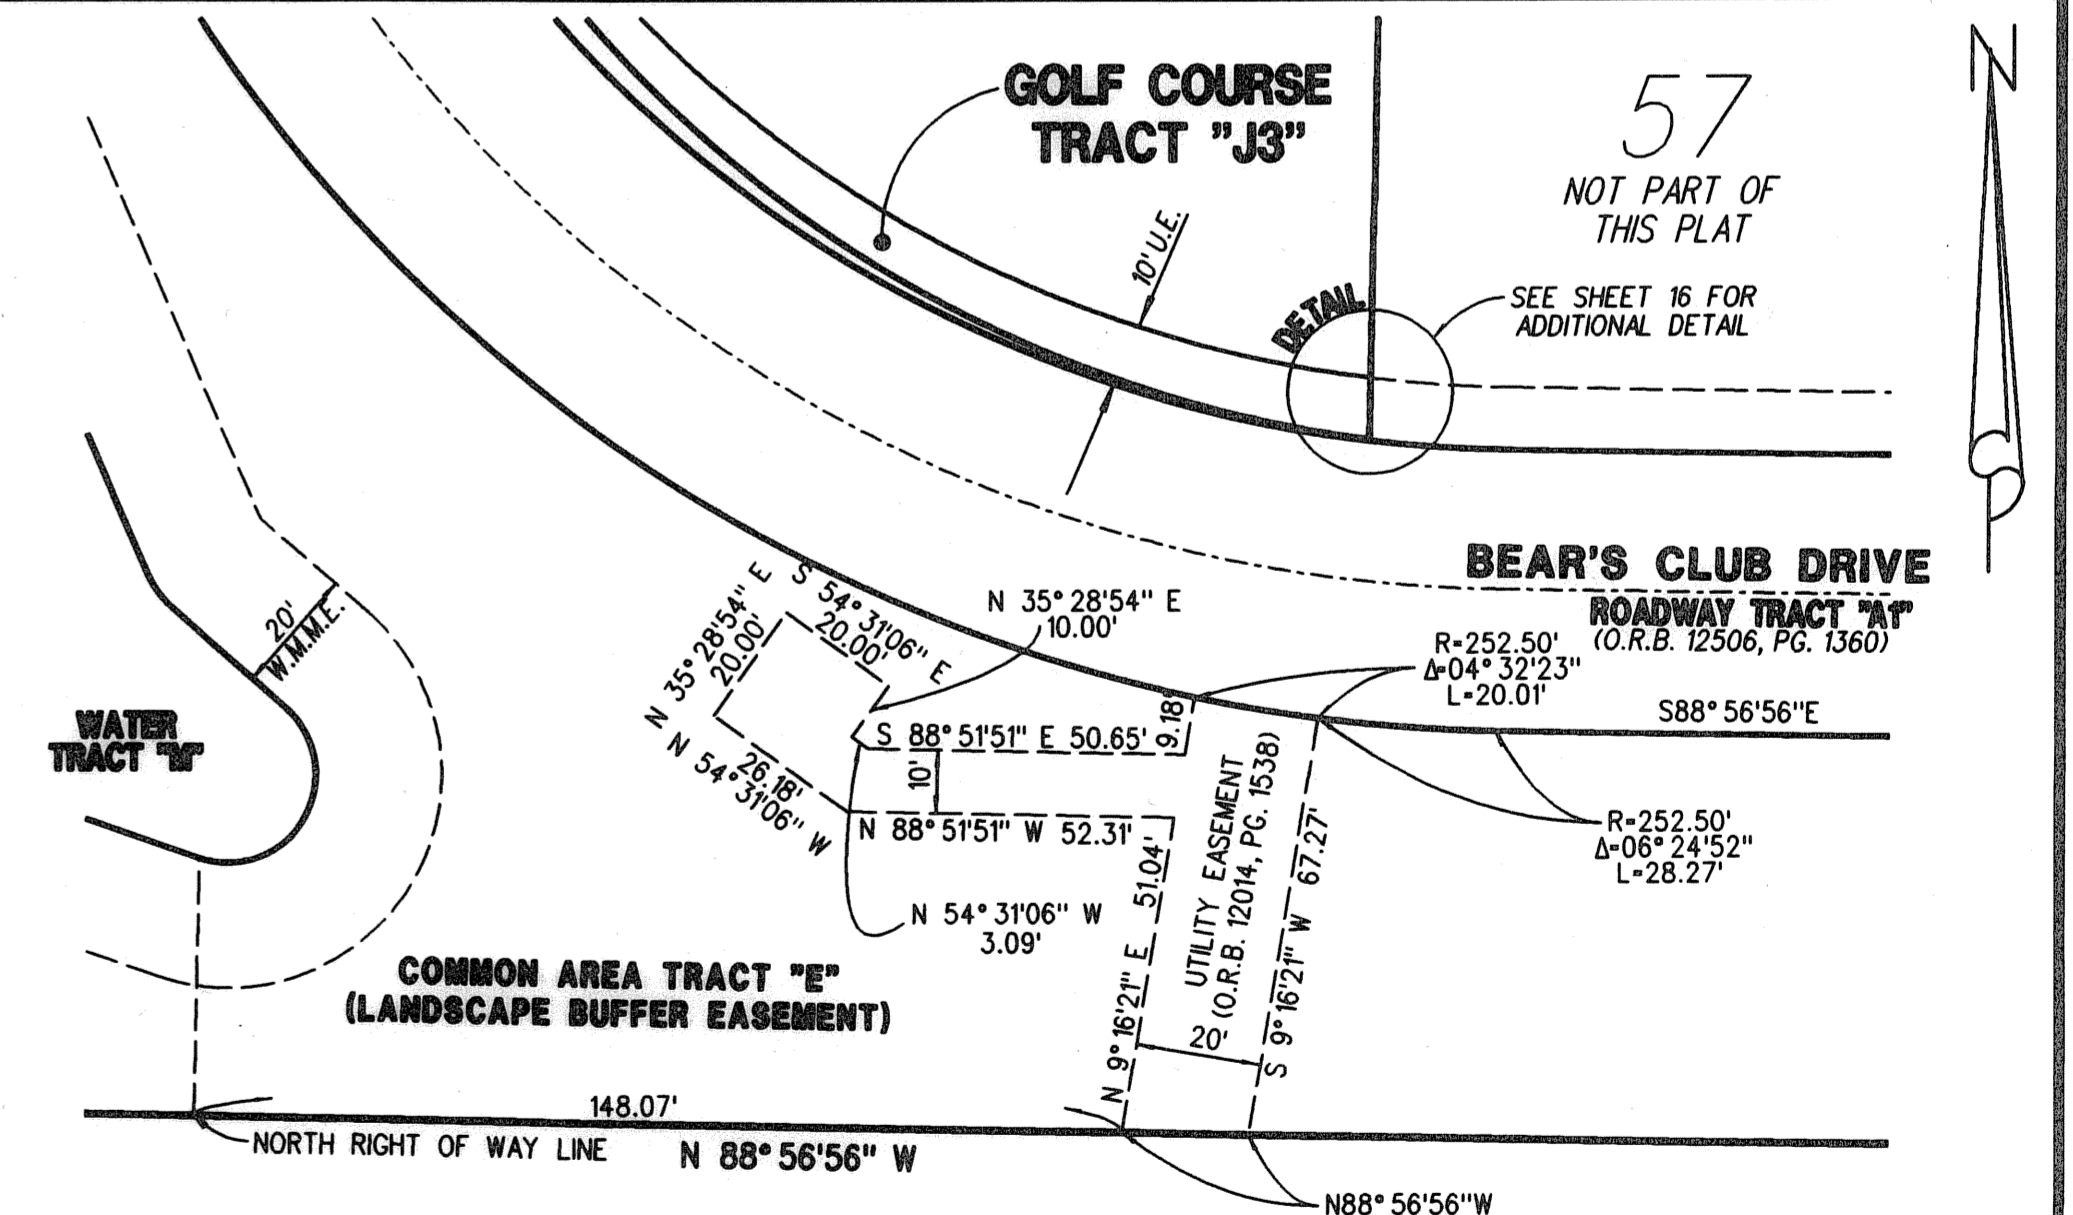 N
GOLF COURSE
TRACT "J3"
57
NOT PART OF
THIS PLAT
10' U.E.
DETAIL
SEE SHEET 16 FOR
ADDITIONAL DETAIL
BEAR'S CLUB DRIVE
ROADWAY TRACT "A1"
(O.R.B. 12506, PG. 1360)
20'
W.M.M.E.
N 35° 28'54" E
20.00'
S 54° 31'06" E
20.00'
N 35° 28'54" E
10.00'
R=252.50'
Δ=04° 32'23"
L=20.01'
S88° 56'56"E
WATER
TRACT
26.18'
N 54° 31'06" W
S 88° 51'51" E 50.65'
9.18'
10'
N 88° 51'51" W 52.31'
N 54° 31'06" W
3.09'
N 9° 16'21" E 51.04'
UTILITY EASEMENT
(O.R.B. 12014, PG. 1538)
S 9° 16'21" W 67.27'
20'
R=252.50'
Δ=06° 24'52"
L=28.27'
COMMON AREA TRACT "E"
(LANDSCAPE BUFFER EASEMENT)
148.07'
NORTH RIGHT OF WAY LINE
N 88° 56'56" W
N88° 56'56"W